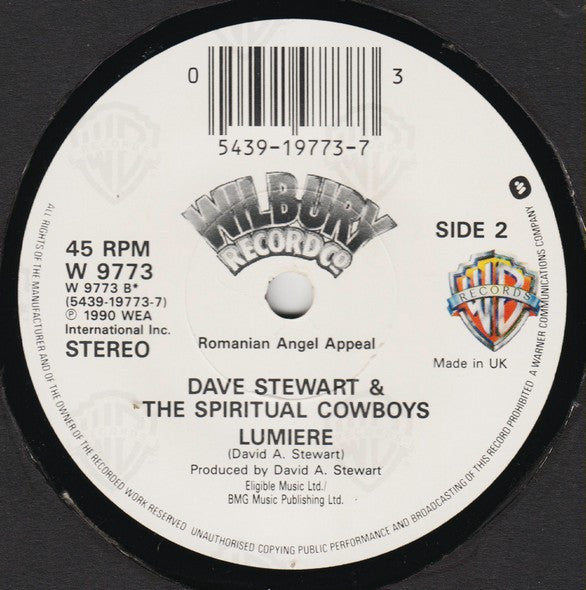 0 3
5439-19773-7
WILBURY
RECORD CO
45 RPM
W 9773
W 9773 B*
(5439-19773-7)
℗ 1990 WEA
International Inc.
STEREO
SIDE 2
WB
RECORDS
Made in UK
Romanian Angel Appeal
DAVE STEWART &
THE SPIRITUAL COWBOYS
LUMIERE
(David A. Stewart)
Produced by David A. Stewart
Eligible Music Ltd./
BMG Music Publishing Ltd.
ALL RIGHTS OF THE MANUFACTURER AND OF THE OWNER OF THE RECORDED WORK RESERVED UNAUTHORISED COPYING PUBLIC PERFORMANCE AND BROADCASTING OF THIS RECORD PROHIBITED A WARNER COMMUNICATIONS COMPANY